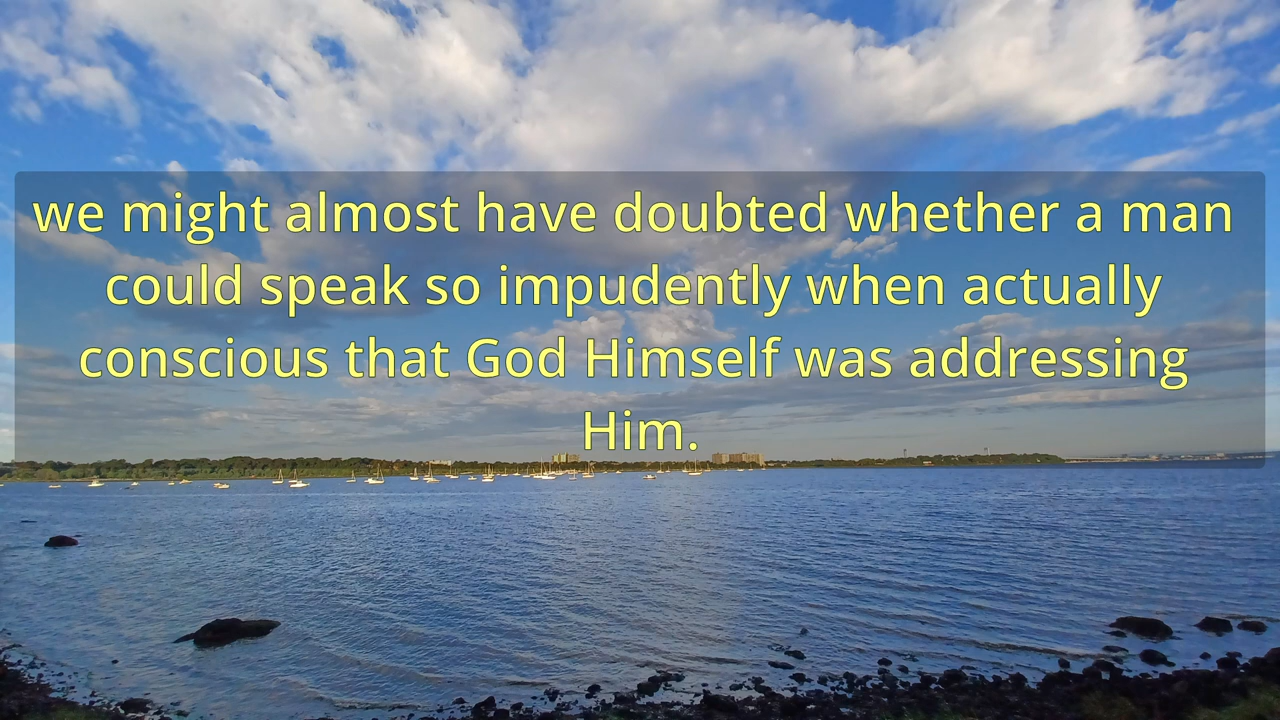 we might almost have doubted whether a man
could speak so impudently when actually
conscious that God Himself was addressing
Him.